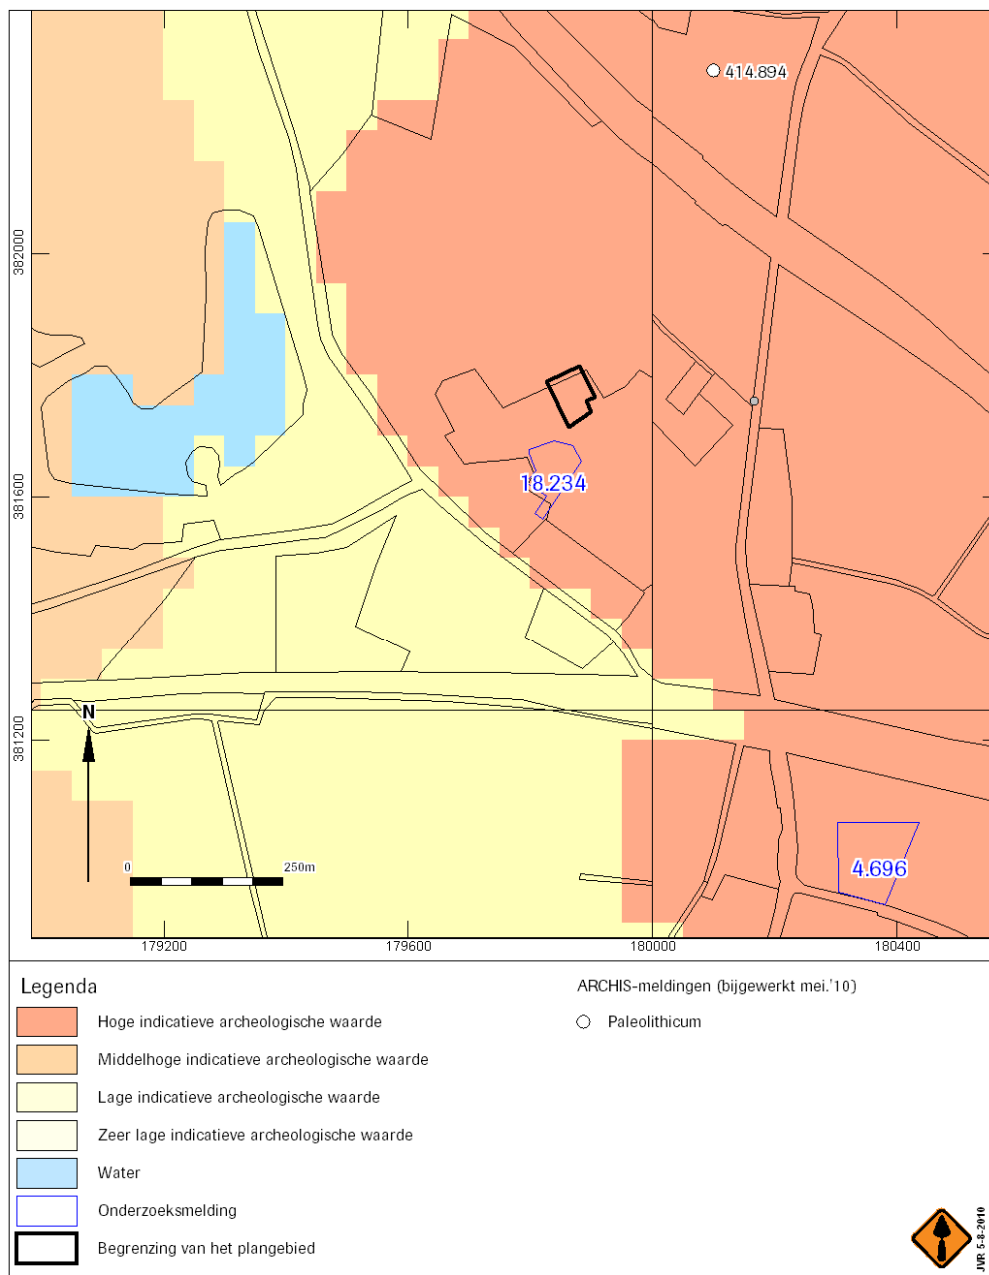 414.894
382000
18.234
381600
N
381200
0
250m
4.696
179200
179600
180000
180400
Legenda
Hoge indicatieve archeologische waarde
Middelhoge indicatieve archeologische waarde
Lage indicatieve archeologische waarde
Zeer lage indicatieve archeologische waarde
Water
Onderzoeksmelding
Begrenzing van het plangebied
ARCHIS-meldingen (bijgewerkt mei.'10)
Paleolithicum
JVR 5-8-2010